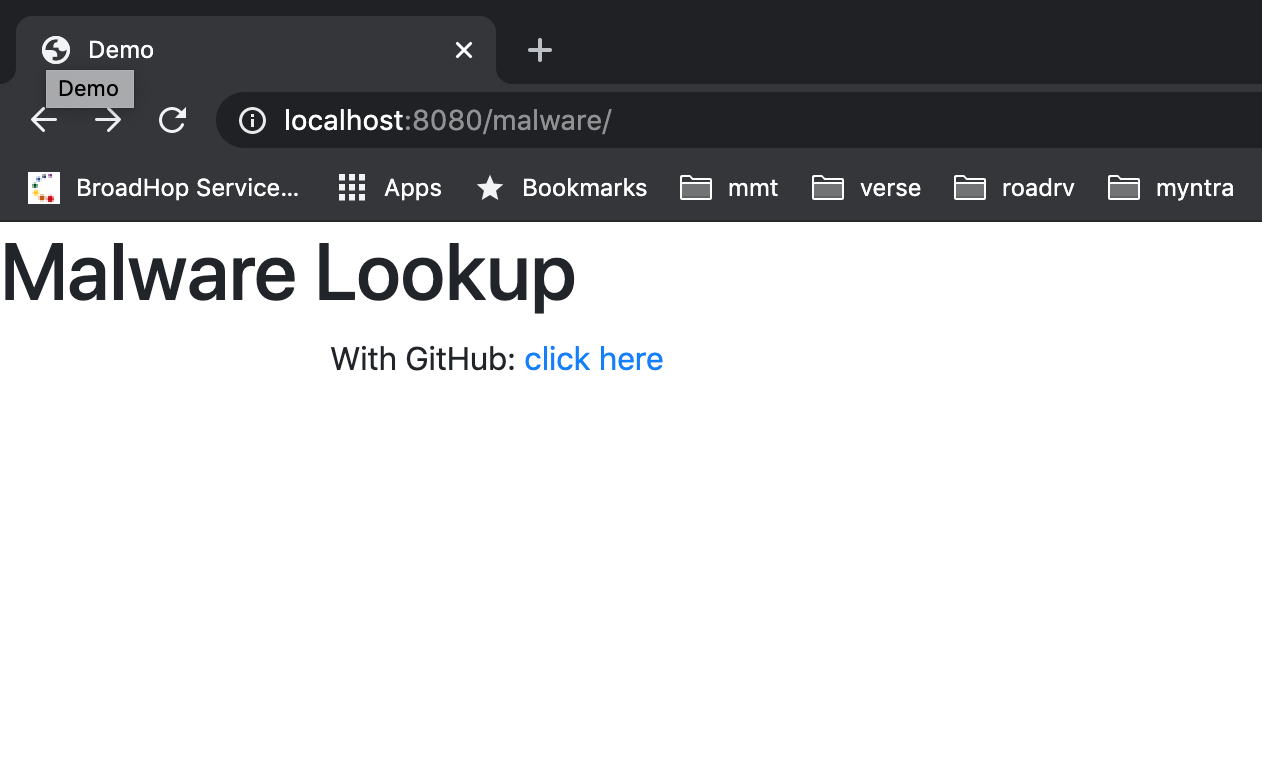 Demo
Demo
localhost:8080/malware/
BroadHop Service... Apps Bookmarks mmt verse roadrv myntra
Malware Lookup
With GitHub: click here